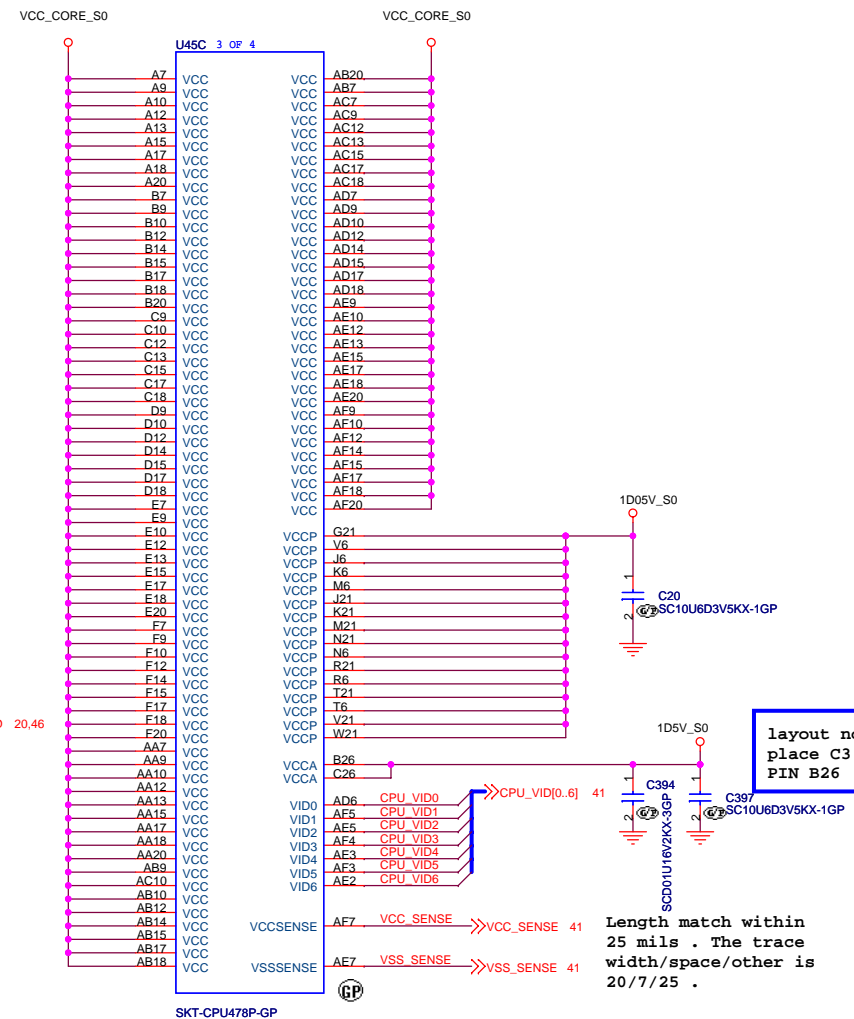 VCC_CORE_S0
VCC_CORE_S0
U45C 3 OF 4
A7 VCC VCC AB20
A9 VCC VCC AB7
A10 VCC VCC AC7
A12 VCC VCC AC9
A13 VCC VCC AC12
A15 VCC VCC AC13
A17 VCC VCC AC15
A18 VCC VCC AC17
A20 VCC VCC AC18
B7 VCC VCC AD7
B9 VCC VCC AD9
B10 VCC VCC AD10
B12 VCC VCC AD12
B14 VCC VCC AD14
B15 VCC VCC AD15
B17 VCC VCC AD17
B18 VCC VCC AD18
B20 VCC VCC AE9
C9 VCC VCC AE10
C10 VCC VCC AE12
C12 VCC VCC AE13
C13 VCC VCC AE15
C15 VCC VCC AE17
C17 VCC VCC AE18
C18 VCC VCC AE20
D9 VCC VCC AF9
D10 VCC VCC AF10
D12 VCC VCC AF12
D14 VCC VCC AF14
D15 VCC VCC AF15
D17 VCC VCC AF17
D18 VCC VCC AF18
E7 VCC VCC AF20
E9 VCC
E10 VCC VCCP G21
E12 VCC VCCP V6
E13 VCC VCCP J6
E15 VCC VCCP K6
E17 VCC VCCP M6
E18 VCC VCCP J21
E20 VCC VCCP K21
F7 VCC VCCP M21
F9 VCC VCCP N21
F10 VCC VCCP N6
F12 VCC VCCP R21
F14 VCC VCCP R6
F15 VCC VCCP T21
F17 VCC VCCP T6
F18 VCC VCCP V21
F20 VCC VCCP W21
AA7 VCC
AA9 VCC VCCA B26
AA10 VCC VCCA C26
AA12 VCC
AA13 VCC VID0 AD6 CPU_VID0
AA15 VCC VID1 AF5 CPU_VID1
AA17 VCC VID2 AE5 CPU_VID2
AA18 VCC VID3 AF4 CPU_VID3
AA20 VCC VID4 AE3 CPU_VID4
AB9 VCC VID5 AF3 CPU_VID5
AC10 VCC VID6 AE2 CPU_VID6
AB10 VCC
AB12 VCC
AB14 VCC VCCSENSE AF7 VCC_SENSE VCC_SENSE 41
AB15 VCC
AB17 VCC
AB18 VCC VSSSENSE AE7 VSS_SENSE VSS_SENSE 41
GP
SKT-CPU478P-GP
20,46
CPU_VID[0..6] 41
1D05V_S0
1
2
C20
G/P SC10U6D3V5KX-1GP
1D5V_S0
1
2
C394
G/P
SCD01U16V2KX-3GP
1
2
C397
G/P SC10U6D3V5KX-1GP
layout no
place C3
PIN B26
Length match within
25 mils . The trace
width/space/other is
20/7/25 .